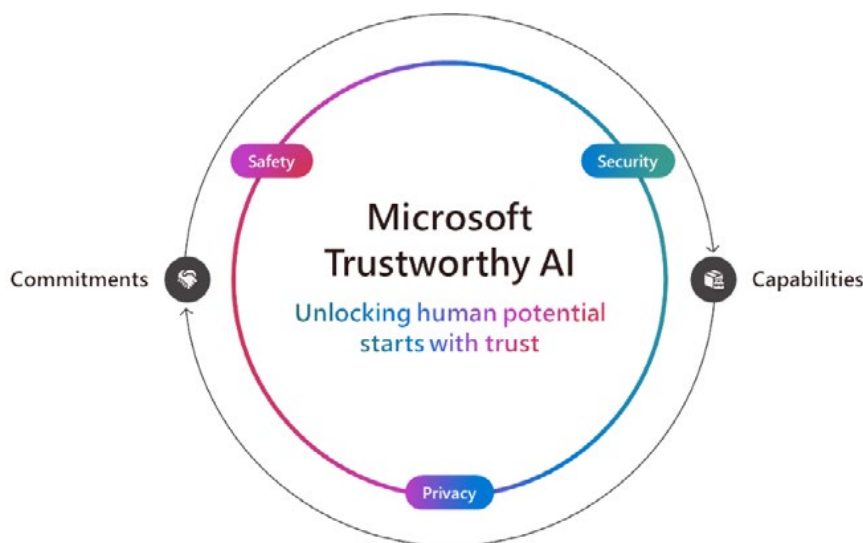 Safety
Security
Microsoft
Trustworthy AI
Commitments
Capabilities
Unlocking human potential
starts with trust
Privacy